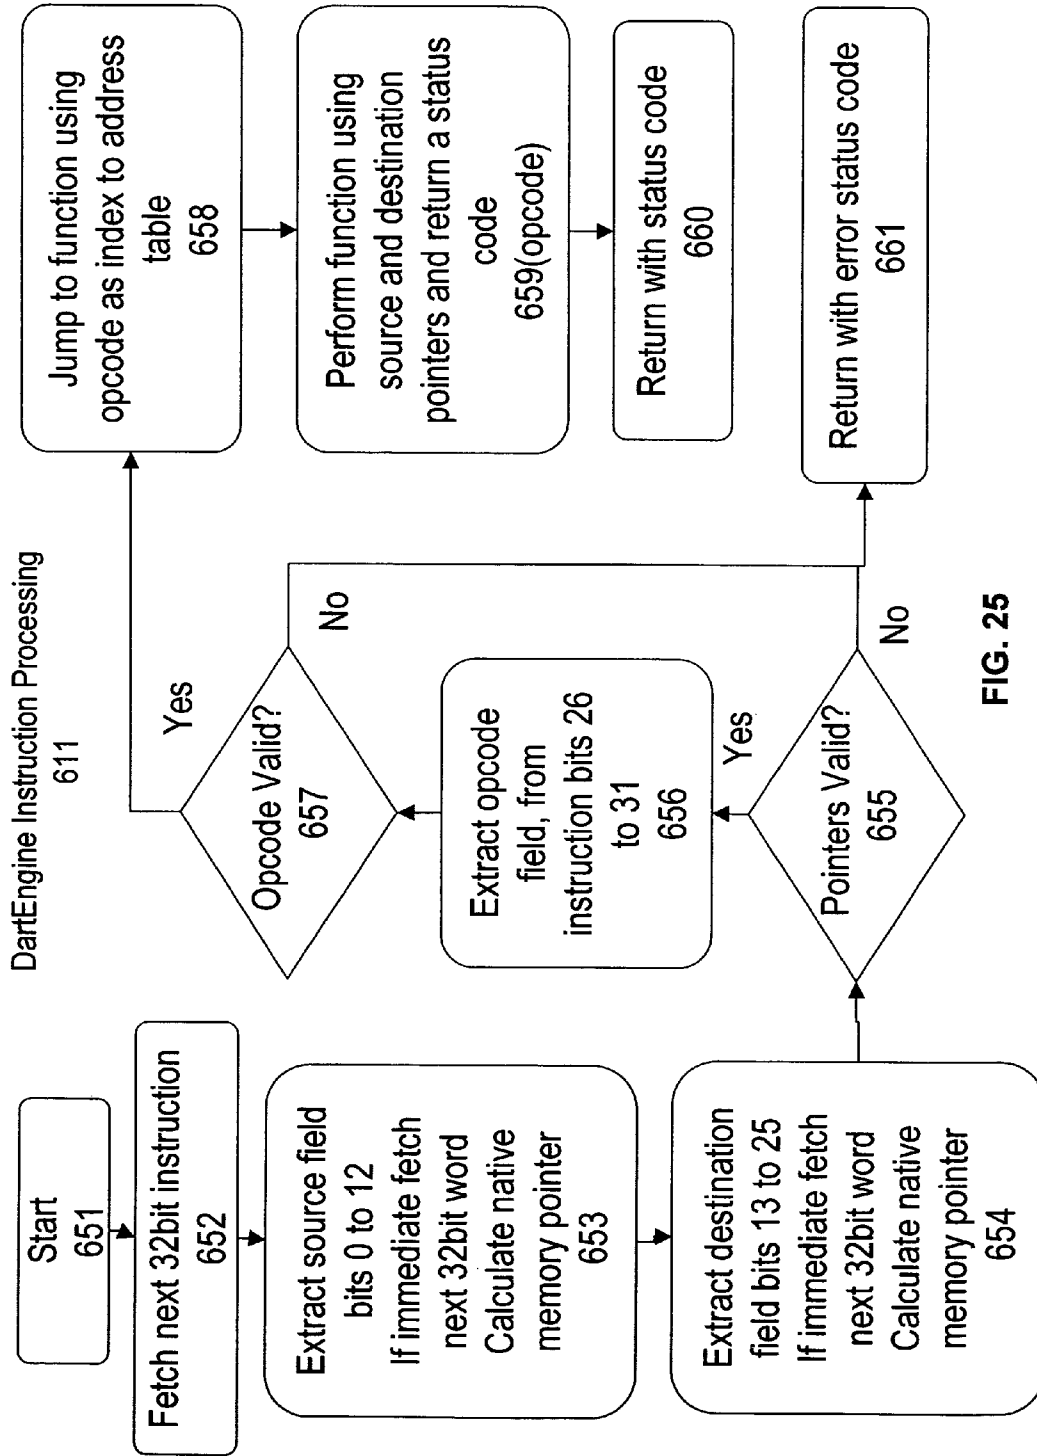 DartEngine Instruction Processing
611
Start
651
Fetch next 32bit instruction
652
Extract source field
bits 0 to 12
If immediate fetch
next 32bit word
Calculate native
memory pointer
653
Extract destination
field bits 13 to 25
If immediate fetch
next 32bit word
Calculate native
memory pointer
654
Pointers Valid?
655
Yes
No
Extract opcode
field, from
instruction bits 26
to 31
656
Opcode Valid?
657
Yes
No
Jump to function using
opcode as index to address
table
658
Perform function using
source and destination
pointers and return a status
code
659(opcode)
Return with status code
660
Return with error status code
661
FIG. 25